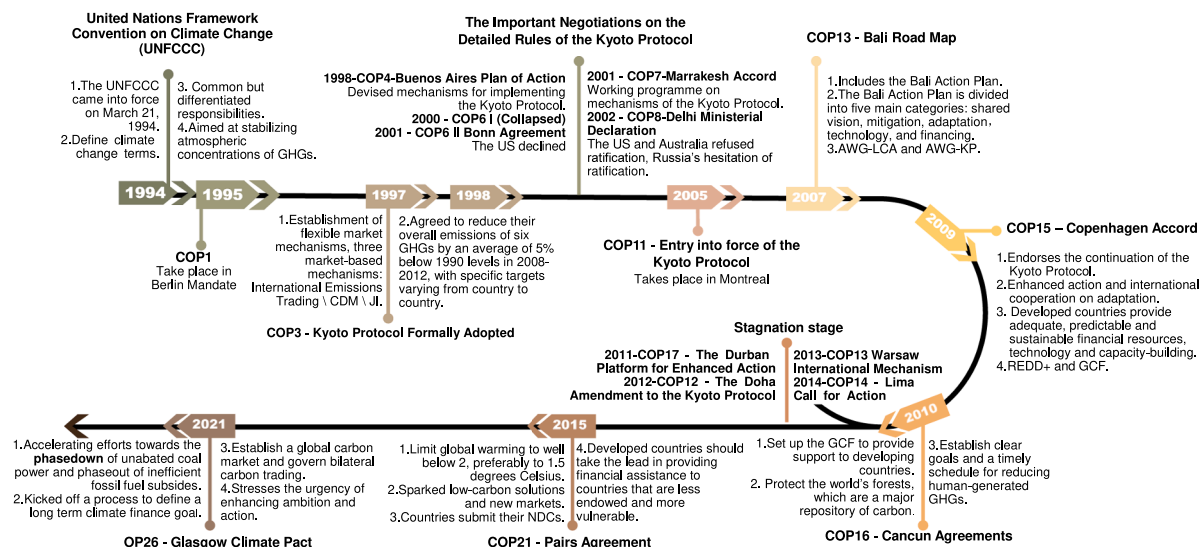 United Nations Framework
Convention on Climate Change
(UNFCCC)
1.The UNFCCC
came into force
on March 21,
1994.
2.Define climate
change terms.
3. Common but
differentiated
responsibilities.
4.Aimed at stabilizing
atmospheric
concentrations of GHGs.
The Important Negotiations on the
Detailed Rules of the Kyoto Protocol
1998-COP4-Buenos Aires Plan of Action
Devised mechanisms for implementing
the Kyoto Protocol.
2000 - COP6 I (Collapsed)
2001 - COP6 II Bonn Agreement
The US declined
2001 - COP7-Marrakesh Accord
Working programme on
mechanisms of the Kyoto Protocol.
2002 - COP8-Delhi Ministerial
Declaration
The US and Australia refused
ratification, Russia's hesitation of
ratification.
COP13 - Bali Road Map
1.Includes the Bali Action Plan.
2.The Bali Action Plan is divided
into five main categories: shared
vision, mitigation, adaptation,
technology, and financing.
3.AWG-LCA and AWG-KP.
1994
1995
1997
1998
2005
2007
2009
COP1
Take place in
Berlin Mandate
1.Establishment of
flexible market
mechanisms, three
market-based
mechanisms:
International Emissions
Trading \ CDM \ JI.
2.Agreed to reduce their
overall emissions of six
GHGs by an average of 5%
below 1990 levels in 2008-
2012, with specific targets
varying from country to
country.
COP3 - Kyoto Protocol Formally Adopted
COP11 - Entry into force of the
Kyoto Protocol
Takes place in Montreal
COP15 – Copenhagen Accord
1.Endorses the continuation of the
Kyoto Protocol.
2.Enhanced action and international
cooperation on adaptation.
3. Developed countries provide
adequate, predictable and
sustainable financial resources,
technology and capacity-building.
4.REDD+ and GCF.
Stagnation stage
2011-COP17 - The Durban
Platform for Enhanced Action
2012-COP12 - The Doha
Amendment to the Kyoto Protocol
2013-COP13 Warsaw
International Mechanism
2014-COP14 - Lima
Call for Action
2021
2015
2010
1.Accelerating efforts towards the
phasedown of unabated coal
power and phaseout of inefficient
fossil fuel subsides.
2.Kicked off a process to define a
long term climate finance goal.
3.Establish a global carbon
market and govern bilateral
carbon trading.
4.Stresses the urgency of
enhancing ambition and
action.
OP26 - Glasgow Climate Pact
1.Limit global warming to well
below 2, preferably to 1.5
degrees Celsius.
2.Sparked low-carbon solutions
and new markets.
3.Countries submit their NDCs.
4.Developed countries should
take the lead in providing
financial assistance to
countries that are less
endowed and more
vulnerable.
COP21 - Pairs Agreement
1.Set up the GCF to provide
support to developing
countries.
2. Protect the world's forests,
which are a major
repository of carbon.
3.Establish clear
goals and a timely
schedule for reducing
human-generated
GHGs.
COP16 - Cancun Agreements